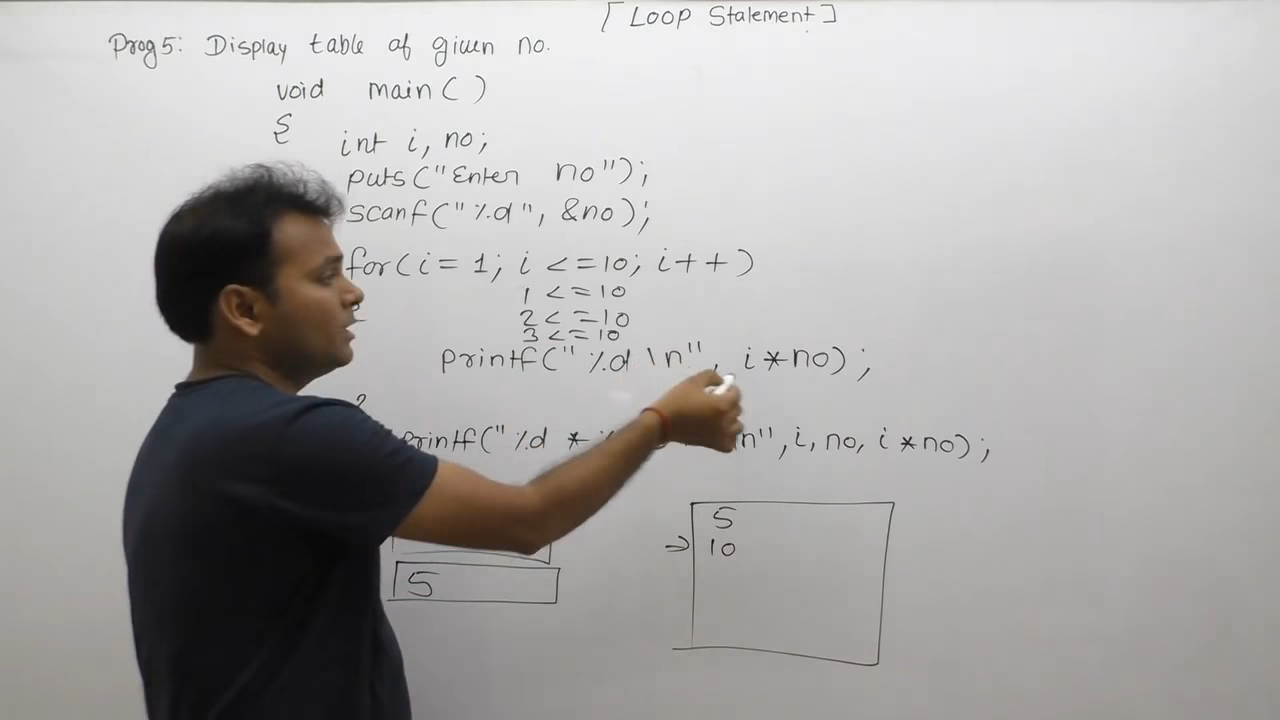 [Loop Statement]
Prog 5: Display table of given no.
void main( )
{
int i, no;
puts("Enter no");
scanf("%d", &no);
for(i=1; i <=10; i++)
1 <=10
2 <=10
3 <=10
printf("%d \n", i*no);
printf("%d * n", i, no, i*no);
5
10
5